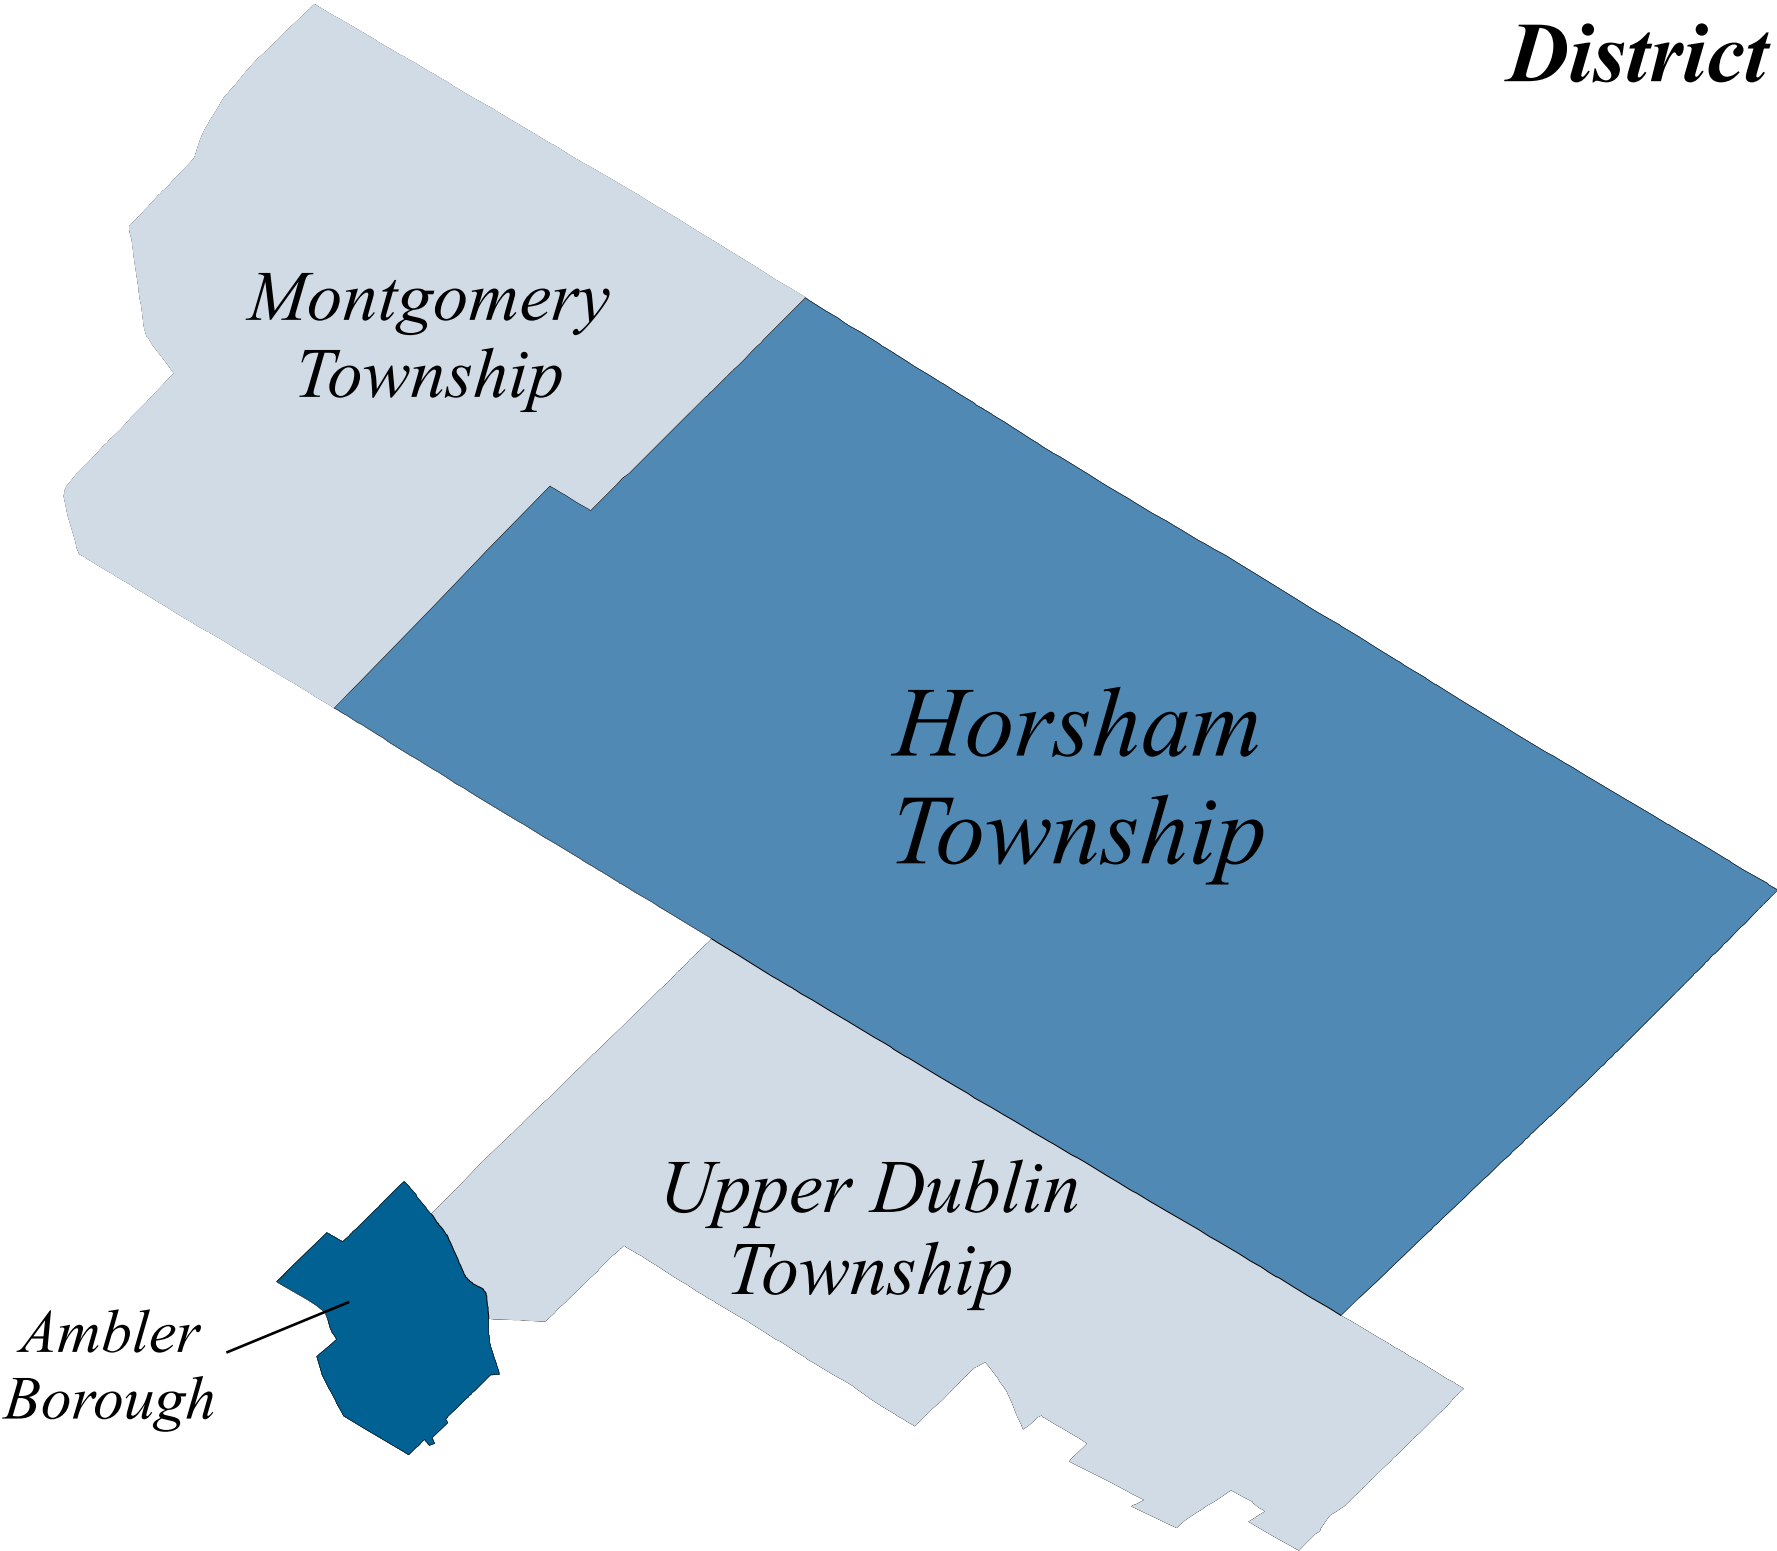 District
Montgomery
Township
Horsham
Township
Upper Dublin
Township
Ambler
Borough